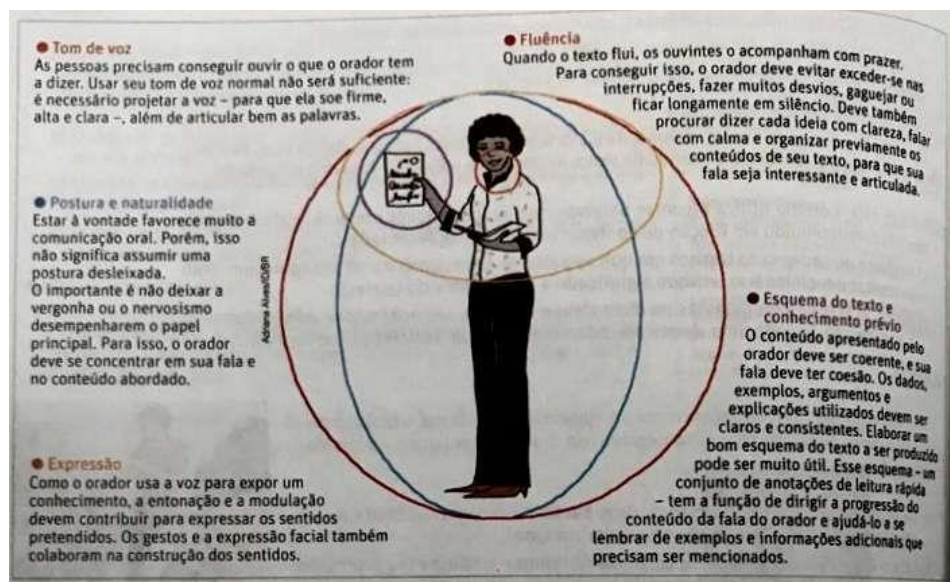 Tom de voz
As pessoas precisam conseguir ouvir o que o orador tem
a dizer. Usar seu tom de voz normal não será suficiente:
é necessário projetar a voz – para que ela soe firme,
alta e clara –, além de articular bem as palavras.
Fluência
Quando o texto flui, os ouvintes o acompanham com prazer.
Para conseguir isso, o orador deve evitar exceder-se nas
interrupções, fazer muitos desvios, gaguejar ou
ficar longamente em silêncio. Deve também
procurar dizer cada ideia com clareza, falar
com calma e organizar previamente os
conteúdos de seu texto, para que sua
fala seja interessante e articulada.
Postura e naturalidade
Estar à vontade favorece muito a
comunicação oral. Porém, isso
não significa assumir uma
postura desleixada.
O importante é não deixar a
vergonha ou o nervosismo
desempenharem o papel
principal. Para isso, o orador
deve se concentrar em sua fala e
no conteúdo abordado.
Adriana Alves/ID/BR
Esquema do texto e
conhecimento prévio
O conteúdo apresentado pelo
orador deve ser coerente, e sua
fala deve ter coesão. Os dados,
exemplos, argumentos e
explicações utilizados devem ser
claros e consistentes. Elaborar um
bom esquema do texto a ser produzido
pode ser muito útil. Esse esquema – um
conjunto de anotações de leitura rápida
– tem a função de dirigir a progressão do
conteúdo da fala do orador e ajudá-lo a se
lembrar de exemplos e informações adicionais que
precisam ser mencionados.
Expressão
Como o orador usa a voz para expor um
conhecimento, a entonação e a modulação
devem contribuir para expressar os sentidos
pretendidos. Os gestos e a expressão facial também
colaboram na construção dos sentidos.